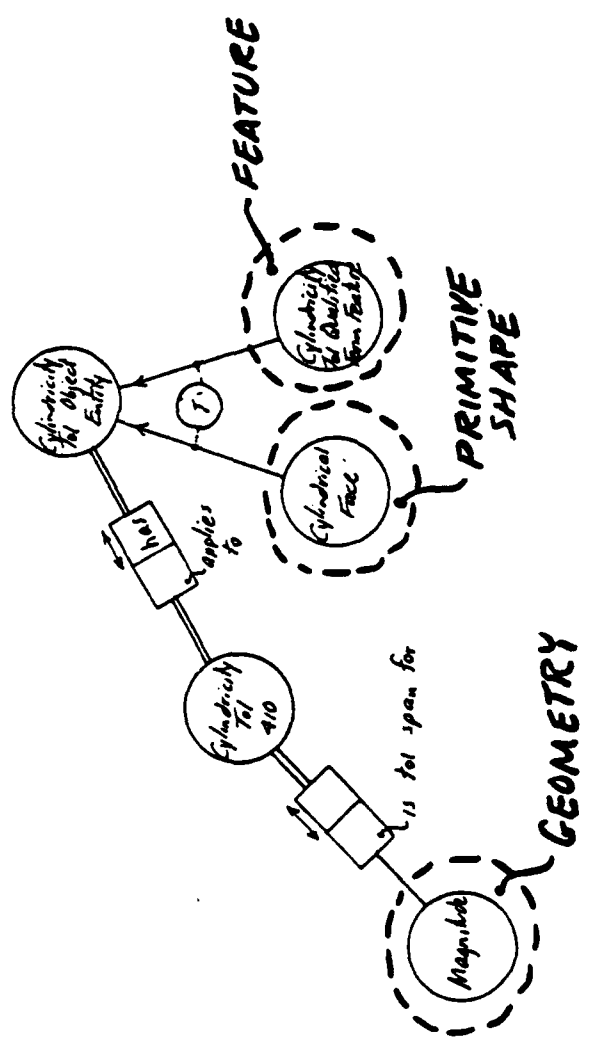 FEATURE
Cylindricity
Tol Object
Entity
Cylindricity
Tol Qualified
Form Feature
T
PRIMITIVE
SHAPE
Cylindrical
Face
has
applies
to
Cylindricity
Tol
410
is tol span for
GEOMETRY
Magnitude